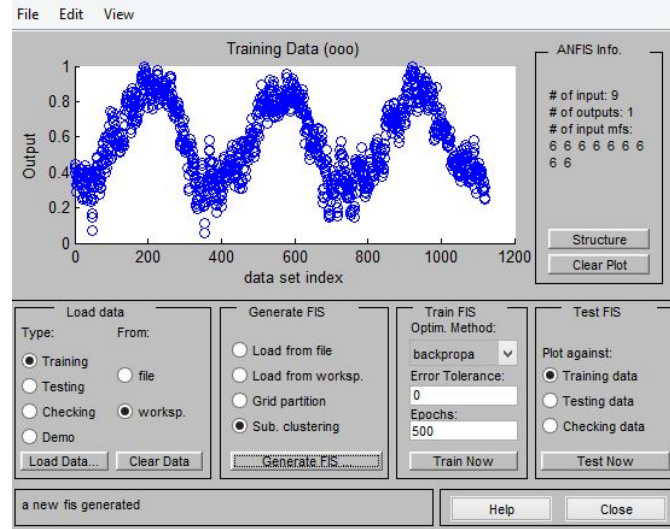 File Edit View
Training Data (ooo)
1
0.8
0.6
0.4
0.2
0
Output
0 200 400 600 800 1000 1200
data set index
ANFIS Info.
# of input: 9
# of outputs: 1
# of input mfs:
6 6 6 6 6 6 6
6 6
Structure
Clear Plot
Load data
Type: From:
Training
Testing
Checking
Demo
file
worksp.
Load Data... Clear Data
Generate FIS
Load from file
Load from worksp.
Grid partition
Sub. clustering
Generate FIS ...
Train FIS
Optim. Method:
backpropa
Error Tolerance:
0
Epochs:
500
Train Now
Test FIS
Plot against:
Training data
Testing data
Checking data
Test Now
a new fis generated
Help Close